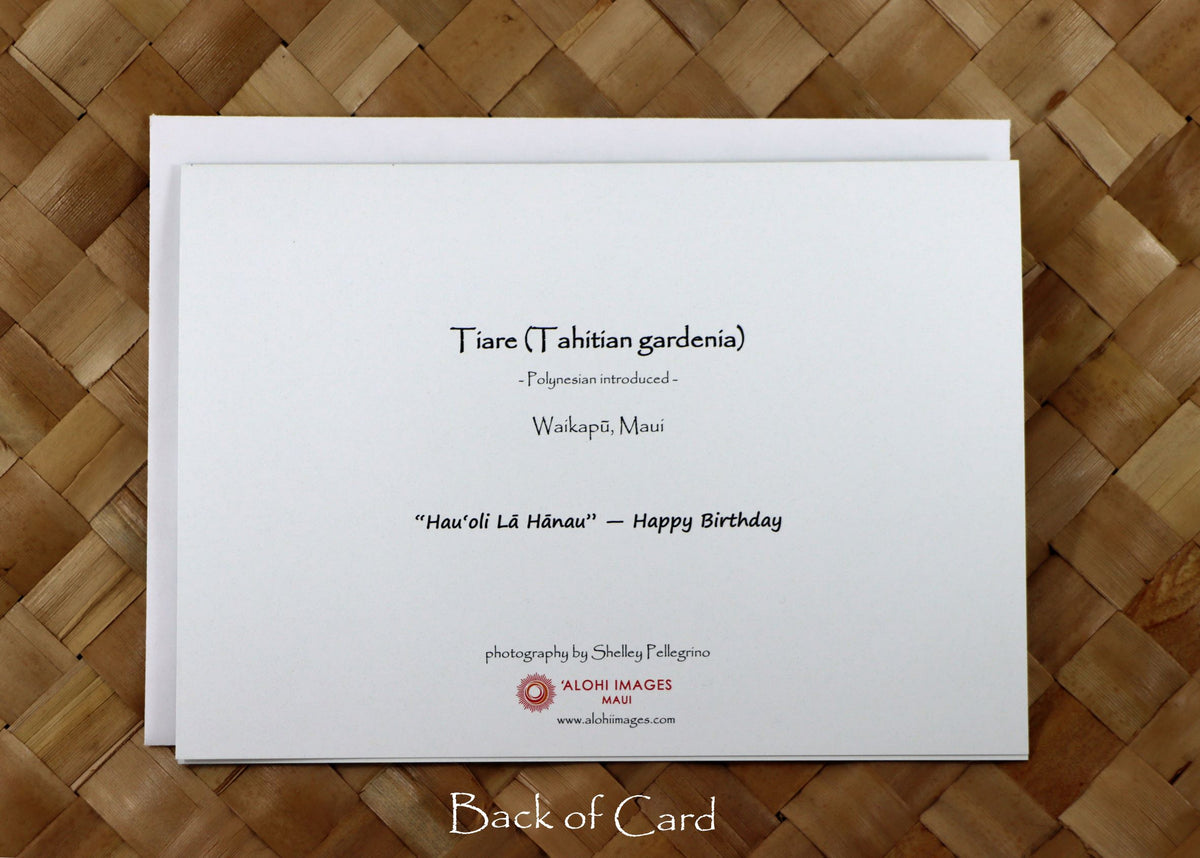 Tiare (Tahitian gardenia)
- Polynesian introduced -
Waikapū, Maui
“Hauʻoli Lā Hānau” — Happy Birthday
photography by Shelley Pellegrino
ʻALOHI IMAGES
MAUI
www.alohiimages.com
Back of Card